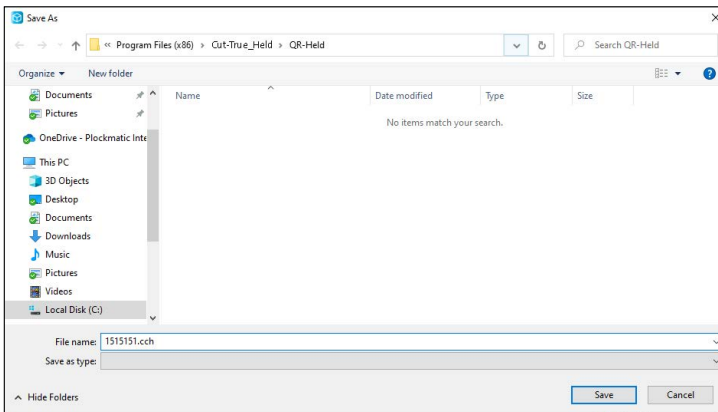 Save As
« Program Files (x86) › Cut-True_Held › QR-Held
Search QR-Held
Organize
New folder
Name
Date modified
Type
Size
No items match your search.
Documents
Pictures
OneDrive - Plockmatic Inte
This PC
3D Objects
Desktop
Documents
Downloads
Music
Pictures
Videos
Local Disk (C:)
File name: 1515151.cch
Save as type:
Hide Folders
Save
Cancel